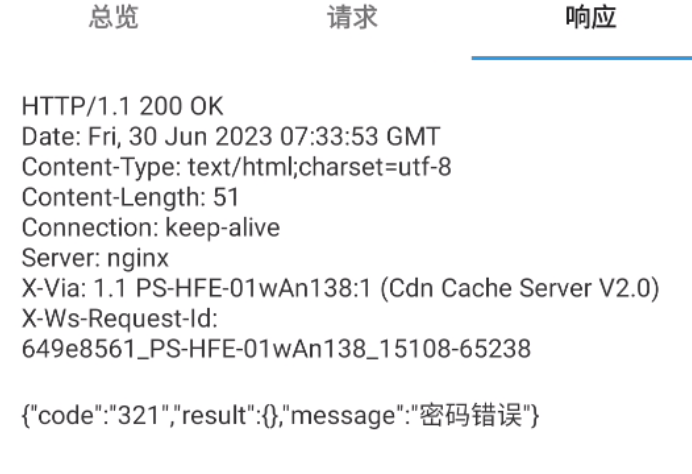 总览 请求 响应
HTTP/1.1 200 OK
Date: Fri, 30 Jun 2023 07:33:53 GMT
Content-Type: text/html;charset=utf-8
Content-Length: 51
Connection: keep-alive
Server: nginx
X-Via: 1.1 PS-HFE-01wAn138:1 (Cdn Cache Server V2.0)
X-Ws-Request-Id:
649e8561_PS-HFE-01wAn138_15108-65238
{"code":"321","result":{},"message":"密码错误"}